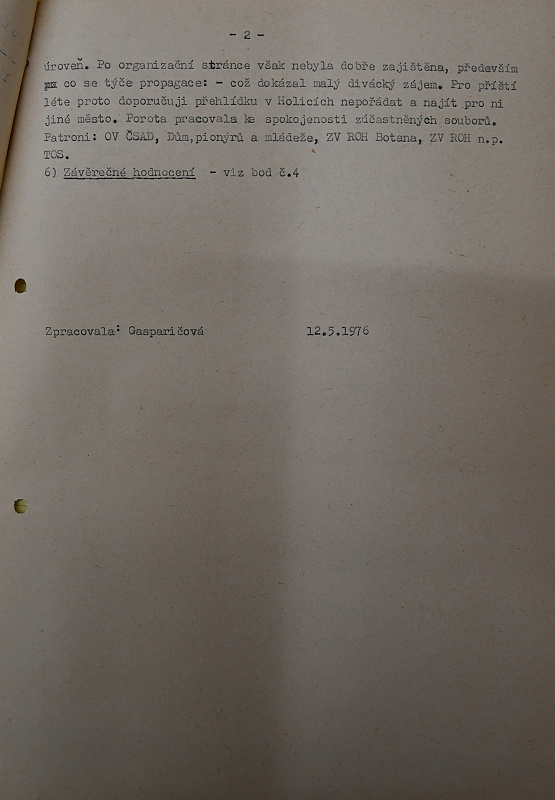 - 2 -
úroveň. Po organizační stránce však nebyla dobře zajištěna, především
co se týče propagace: - což dokázal malý divácký zájem. Pro příští
léte proto doporučuji přehlídku v Holicích nepořádat a najít pro ni
jiné město. Porota pracovala ke spokojenosti zúčastněných souborů.
Patroni: OV ČSAD, Dům,pionýrů a mládeže, ZV ROH Botana, ZV ROH n.p.
TOS.
6) Závěrečné hodnocení - viz bod č.4
Zpracovala: Gasparičová 12.5.1976